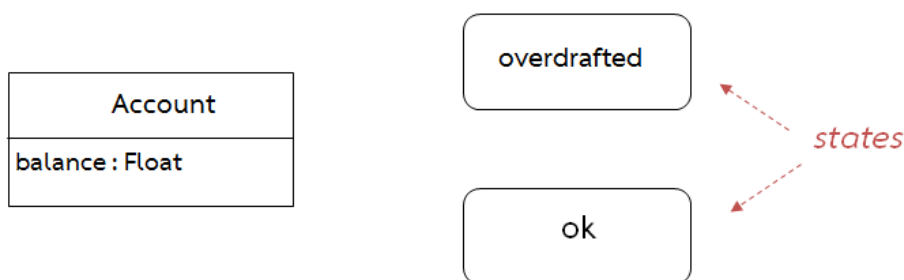 Account
balance : Float
overdrafted
ok
states